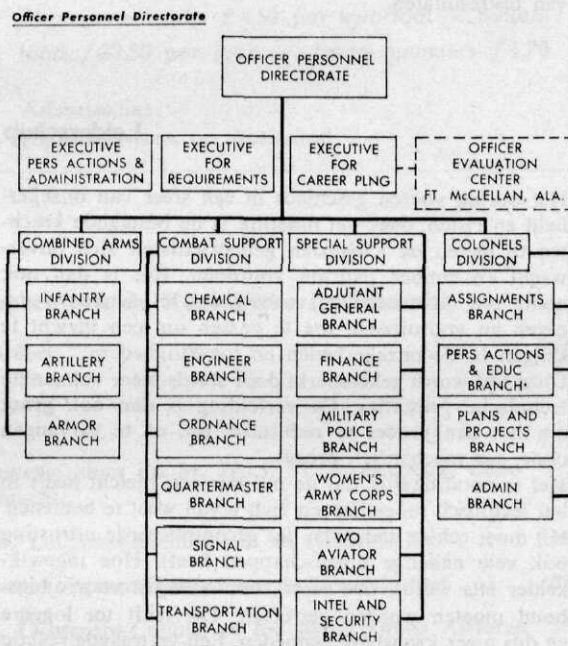 Officer Personnel Directorate
OFFICER PERSONNEL
DIRECTORATE
EXECUTIVE
PERS ACTIONS &
ADMINISTRATION
EXECUTIVE
FOR
REQUIREMENTS
EXECUTIVE
FOR
CAREER PLNG
OFFICER
EVALUATION
CENTER
FT. McCLELLAN, ALA.
COMBINED ARMS
DIVISION
INFANTRY
BRANCH
ARTILLERY
BRANCH
ARMOR
BRANCH
COMBAT SUPPORT
DIVISION
CHEMICAL
BRANCH
ENGINEER
BRANCH
ORDNANCE
BRANCH
QUARTERMASTER
BRANCH
SIGNAL
BRANCH
TRANSPORTATION
BRANCH
SPECIAL SUPPORT
DIVISION
ADJUTANT
GENERAL
BRANCH
FINANCE
BRANCH
MILITARY
POLICE
BRANCH
WOMEN'S
ARMY CORPS
BRANCH
WO
AVIATOR
BRANCH
INTEL AND
SECURITY
BRANCH
COLONELS
DIVISION
ASSIGNMENTS
BRANCH
PERS ACTIONS
& EDUC
BRANCH
PLANS AND
PROJECTS
BRANCH
ADMIN
BRANCH